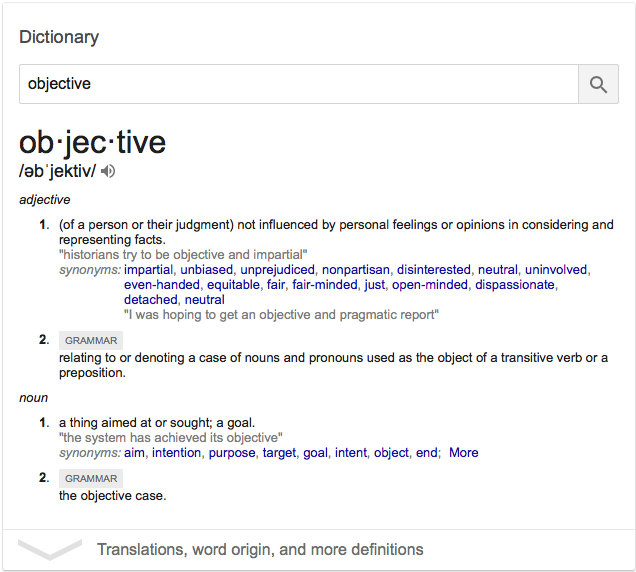 Dictionary
objective
ob·jec·tive
/əbˈjektiv/
adjective
1. (of a person or their judgment) not influenced by personal feelings or opinions in considering and
representing facts.
"historians try to be objective and impartial"
synonyms: impartial, unbiased, unprejudiced, nonpartisan, disinterested, neutral, uninvolved,
even-handed, equitable, fair, fair-minded, just, open-minded, dispassionate,
detached, neutral
"I was hoping to get an objective and pragmatic report"
2. GRAMMAR
relating to or denoting a case of nouns and pronouns used as the object of a transitive verb or a
preposition.
noun
1. a thing aimed at or sought; a goal.
"the system has achieved its objective"
synonyms: aim, intention, purpose, target, goal, intent, object, end; More
2. GRAMMAR
the objective case.
Translations, word origin, and more definitions